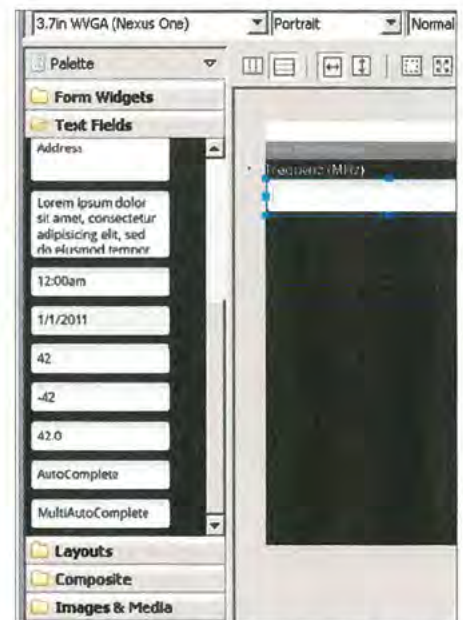 3.7in WVGA (Nexus One) Portrait Normal
Palette
Form Widgets
Text Fields
Address
Lorem ipsum dolor
sit amet, consectetur
adipisicing elit, sed
do eiusmod tempor
12:00am
1/1/2011
42
-42
42.0
AutoComplete
MultiAutoComplete
Layouts
Composite
Images & Media
Frequenz (MHz)